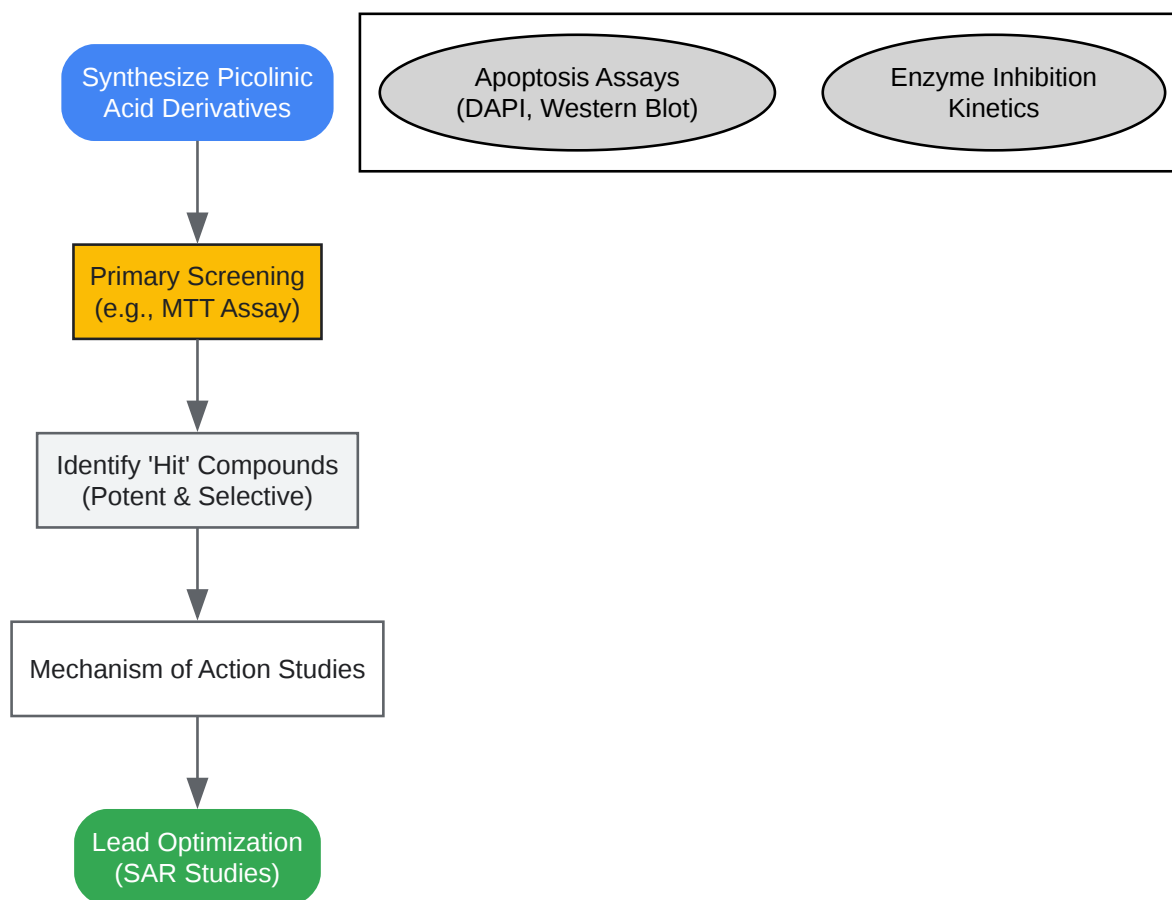 Synthesize Picolinic
Acid Derivatives
Apoptosis Assays
(DAPI, Western Blot)
Enzyme Inhibition
Kinetics
Primary Screening
(e.g., MTT Assay)
Identify 'Hit' Compounds
(Potent & Selective)
Mechanism of Action Studies
Lead Optimization
(SAR Studies)